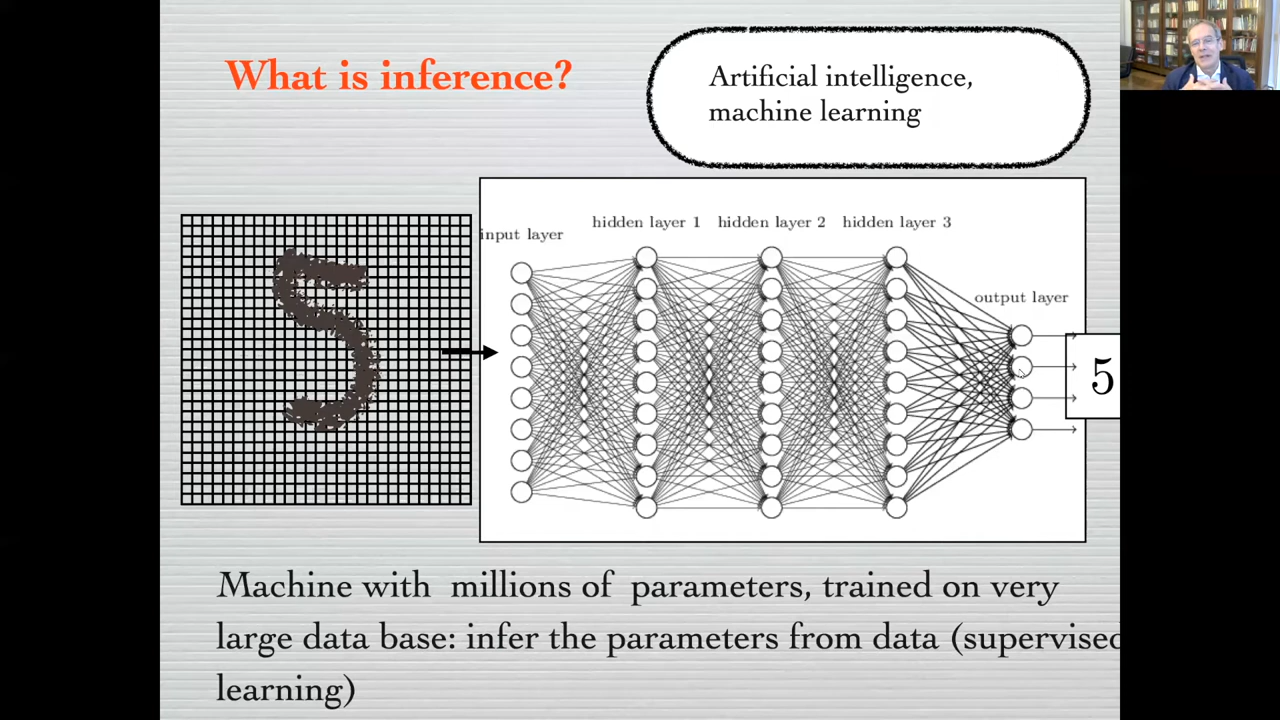 What is inference?
Artificial intelligence,
machine learning
input layer
hidden layer 1
hidden layer 2
hidden layer 3
output layer
5
5
Machine with millions of parameters, trained on very
large data base: infer the parameters from data (supervised
learning)